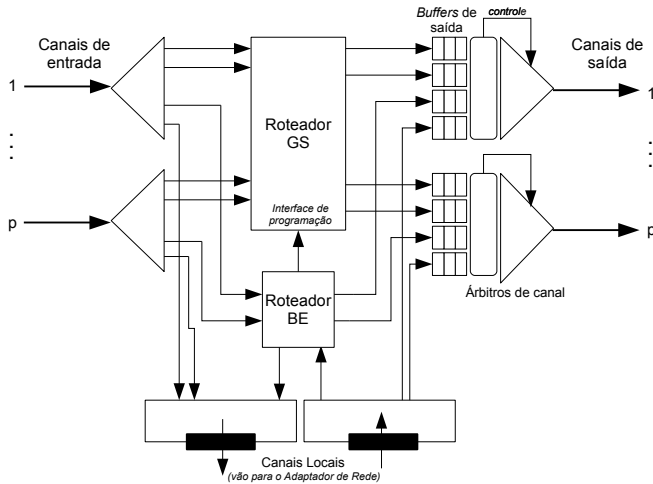 Canais de
entrada
1
...
p
Roteador
GS
Interface de
programação
Roteador
BE
Buffers de
saída
controle
Canais de
saída
1
...
p
Árbitros de canal
Canais Locais
(vão para o Adaptador de Rede)